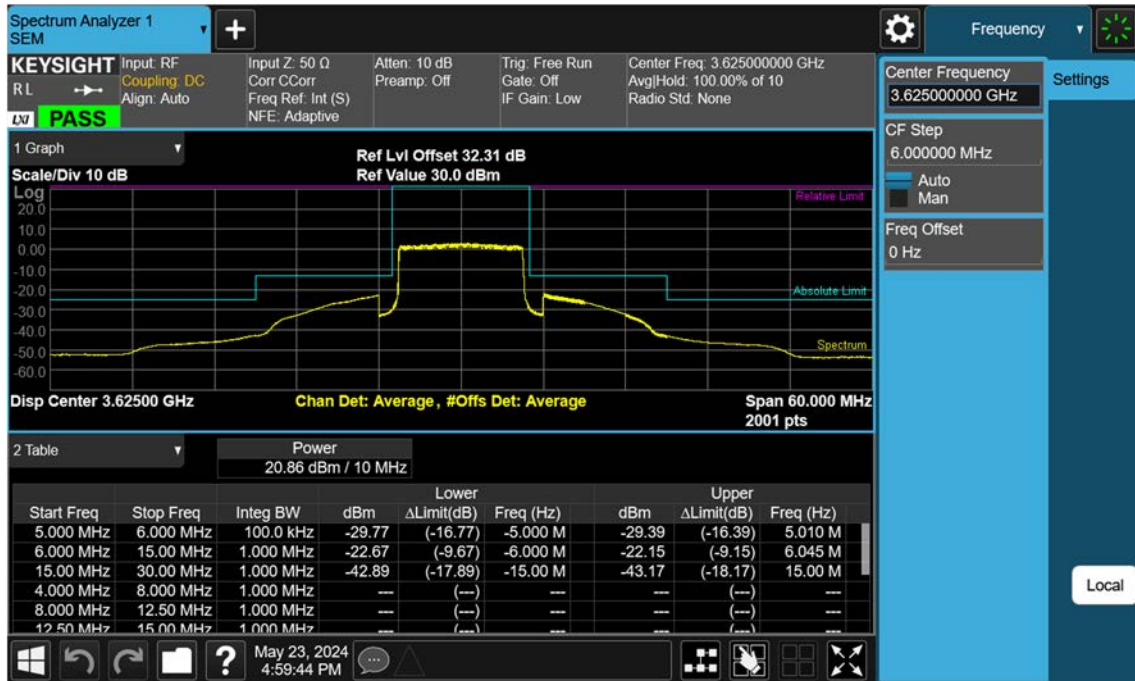 Spectrum Analyzer 1
SEM
Frequency
KEYSIGHT
R L
LXI PASS
Input: RF
Coupling: DC
Align: Auto
Input Z: 50 Ω
Corr CCorr
Freq Ref: Int (S)
NFE: Adaptive
Atten: 10 dB
Preamp: Off
Trig: Free Run
Gate: Off
IF Gain: Low
Center Freq: 3.625000000 GHz
Avg|Hold: 100.00% of 10
Radio Std: None
Center Frequency
3.625000000 GHz
Settings
CF Step
6.000000 MHz
Auto
Man
Freq Offset
0 Hz
Local
1 Graph
Ref Lvl Offset 32.31 dB
Scale/Div 10 dB
Ref Value 30.0 dBm
Log
Relative Limit
20.0
10.0
0.00
-10.0
-20.0
Absolute Limit
-30.0
-40.0
-50.0
Spectrum
-60.0
Disp Center 3.62500 GHz
Chan Det: Average, #Offs Det: Average
Span 60.000 MHz
2001 pts
2 Table
Power
20.86 dBm / 10 MHz
Lower Upper
Start Freq Stop Freq Integ BW dBm ΔLimit(dB) Freq (Hz) dBm ΔLimit(dB) Freq (Hz)
5.000 MHz 6.000 MHz 100.0 kHz -29.77 (-16.77) -5.000 M -29.39 (-16.39) 5.010 M
6.000 MHz 15.00 MHz 1.000 MHz -22.67 (-9.67) -6.000 M -22.15 (-9.15) 6.045 M
15.00 MHz 30.00 MHz 1.000 MHz -42.89 (-17.89) -15.00 M -43.17 (-18.17) 15.00 M
4.000 MHz 8.000 MHz 1.000 MHz --- (---) --- --- (---) ---
8.000 MHz 12.50 MHz 1.000 MHz --- (---) --- --- (---) ---
12.50 MHz 15.00 MHz 1.000 MHz --- (---) --- --- (---) ---
May 23, 2024
4:59:44 PM